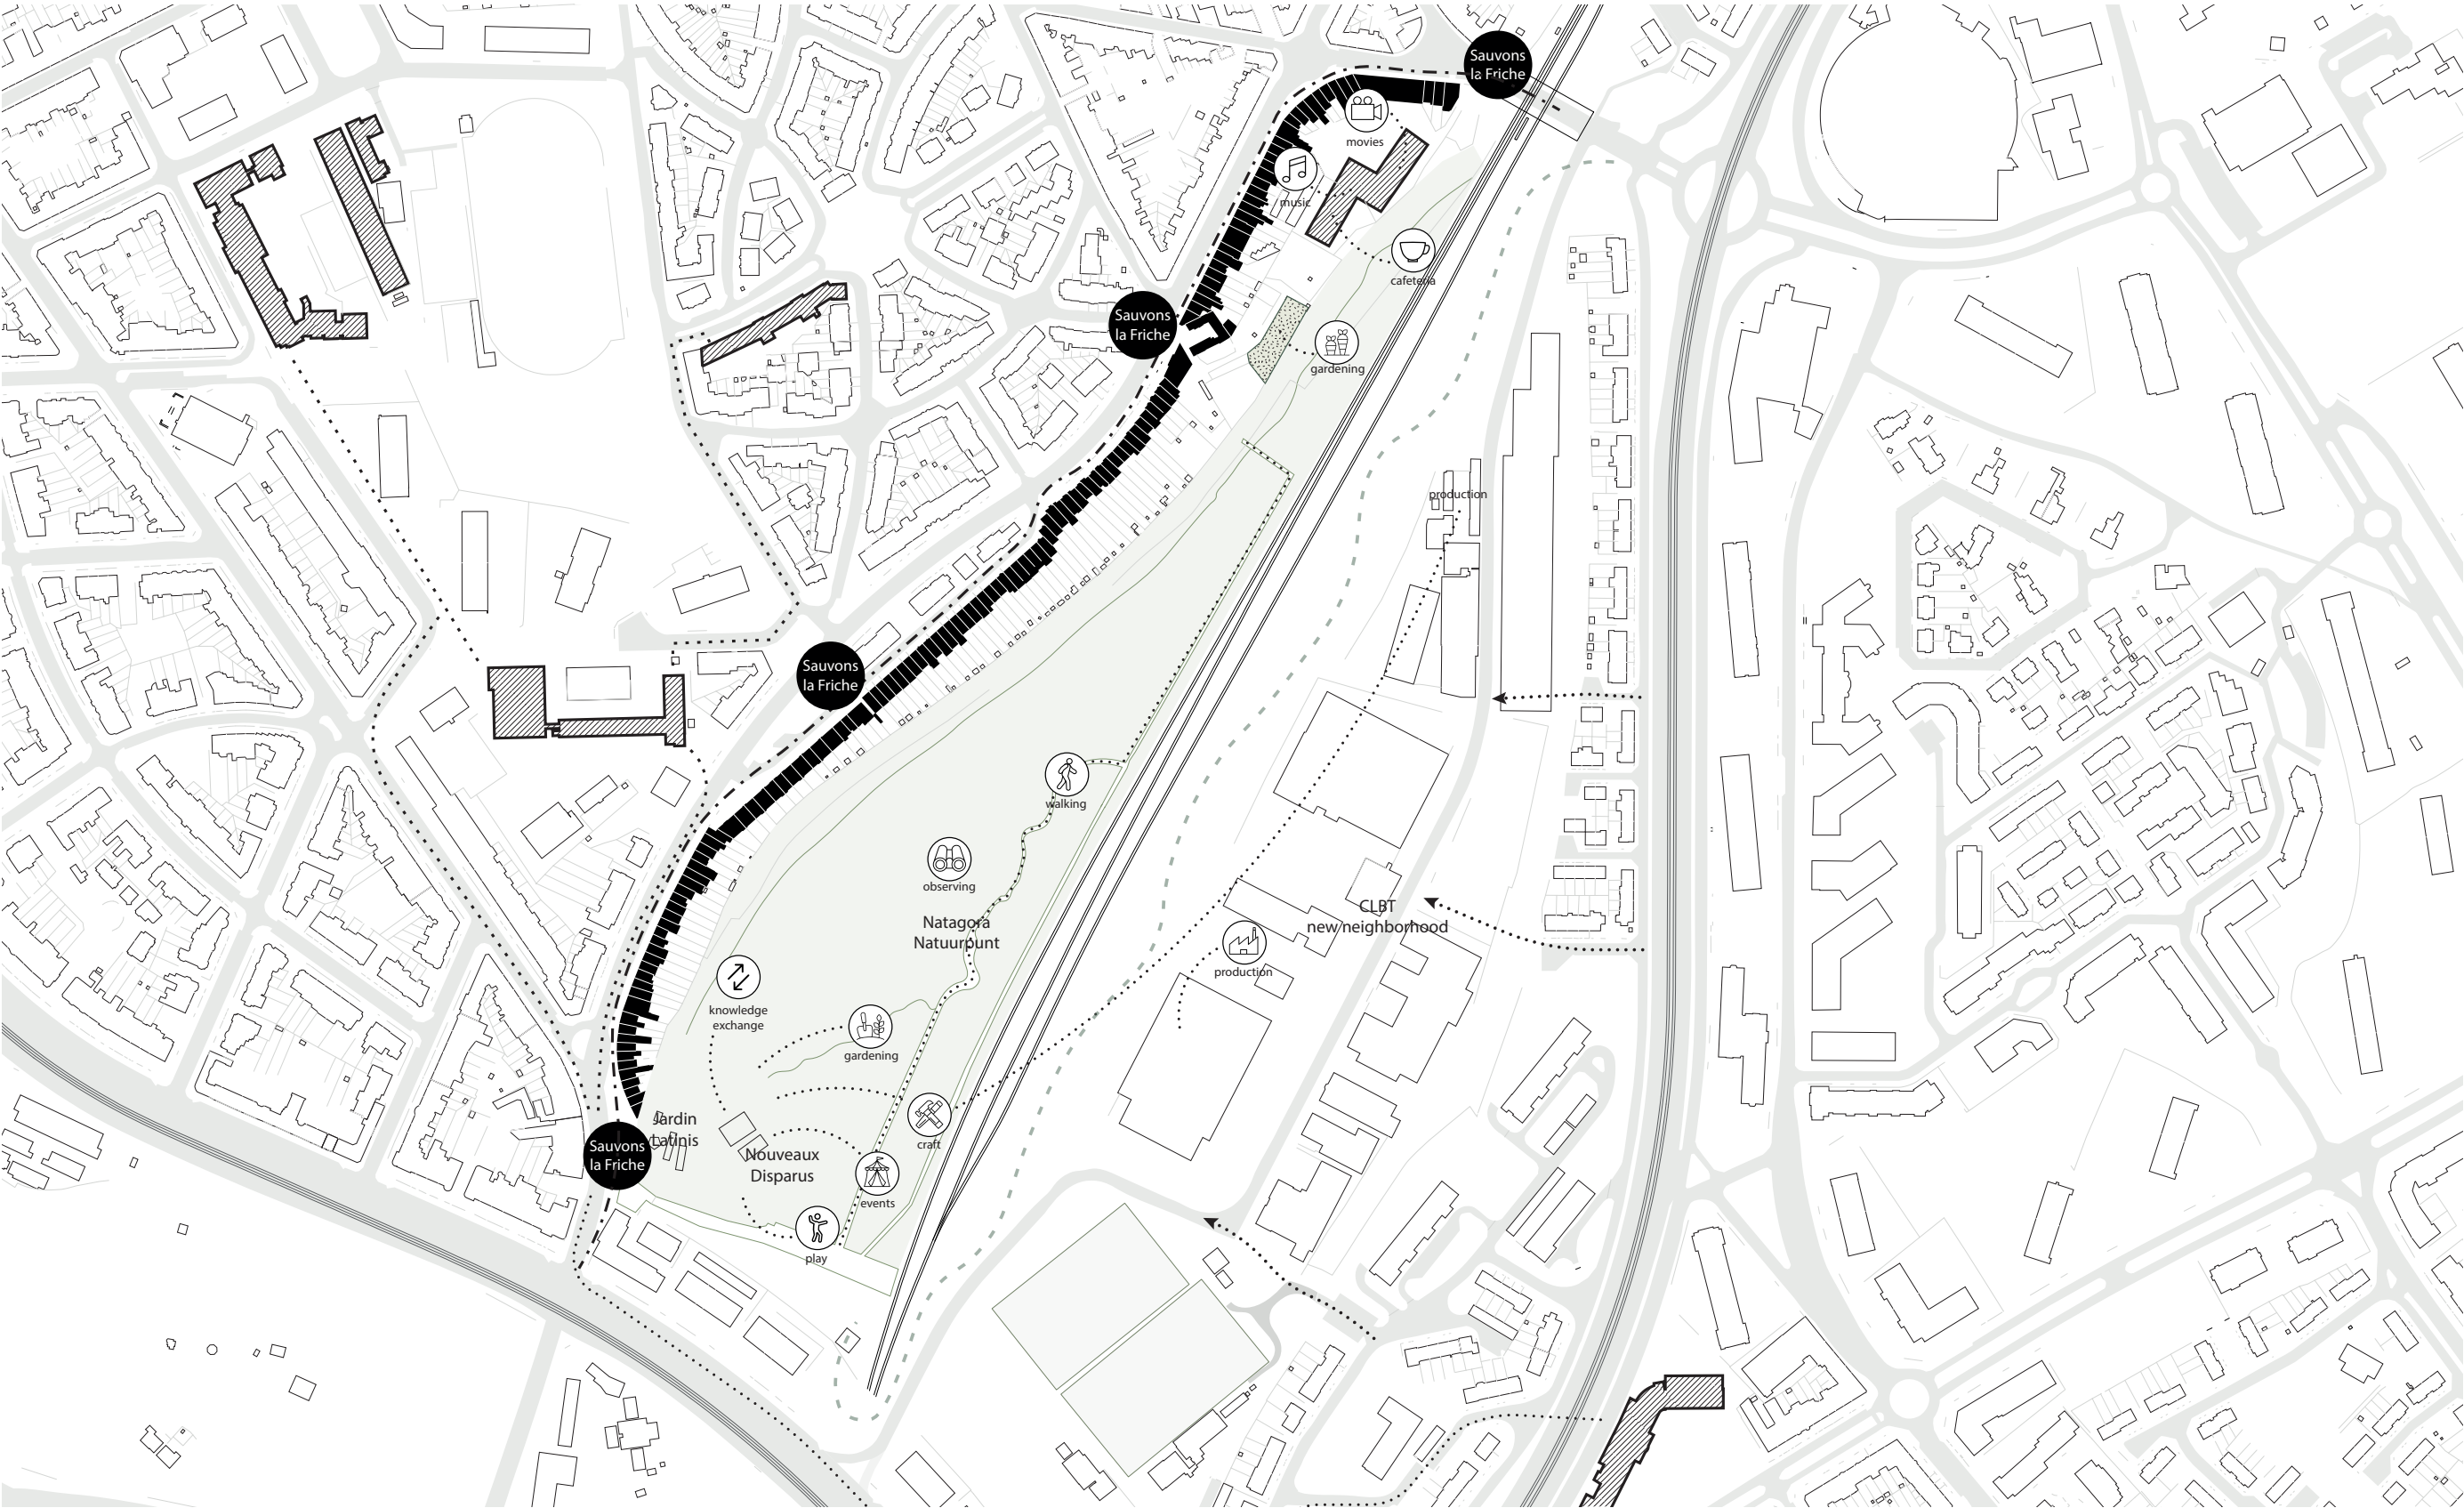 Sauvons
la Friche
movies
music
cafeteria
Sauvons
la Friche
gardening
production
Sauvons
la Friche
walking
observing
Natagora
Natuurpunt
CLBT
new neighborhood
production
knowledge
exchange
gardening
Jardin
Latinis
craft
Sauvons
la Friche
Nouveaux
Disparus
events
play